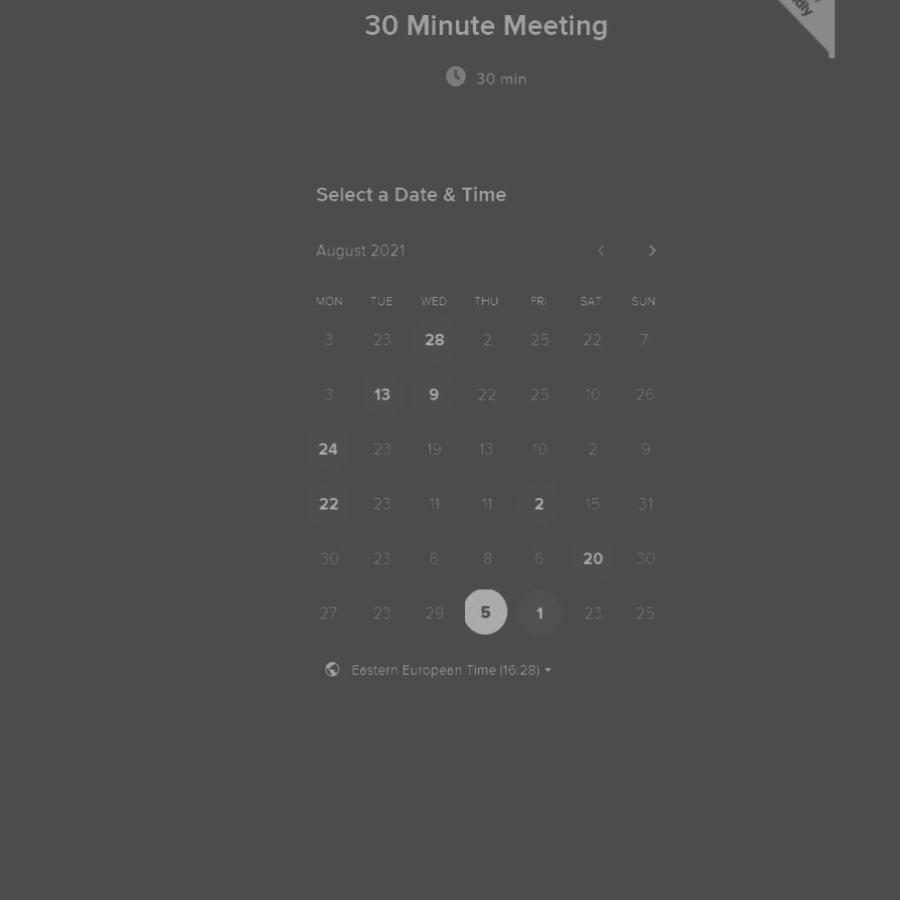 30 Minute Meeting
30 min
Select a Date & Time
August 2021
MON TUE WED THU FRI SAT SUN
3 23 28 2 25 22 7
3 13 9 22 25 10 26
24 23 19 13 10 2 9
22 23 11 11 2 15 31
30 23 6 8 6 20 30
27 23 29 5 1 23 25
Eastern European Time (16:28)